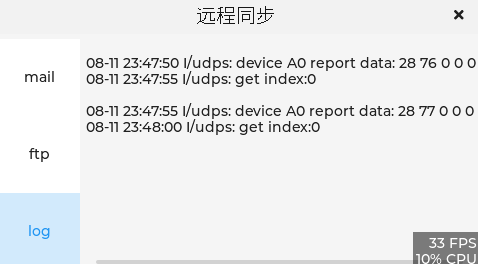 远程同步
mail
ftp
log
08-11 23:47:50 I/udps: device A0 report data: 28 76 0 0 0
08-11 23:47:55 I/udps: get index:0
08-11 23:47:55 I/udps: device A0 report data: 28 77 0 0 0
08-11 23:48:00 I/udps: get index:0
33 FPS
10% CPU